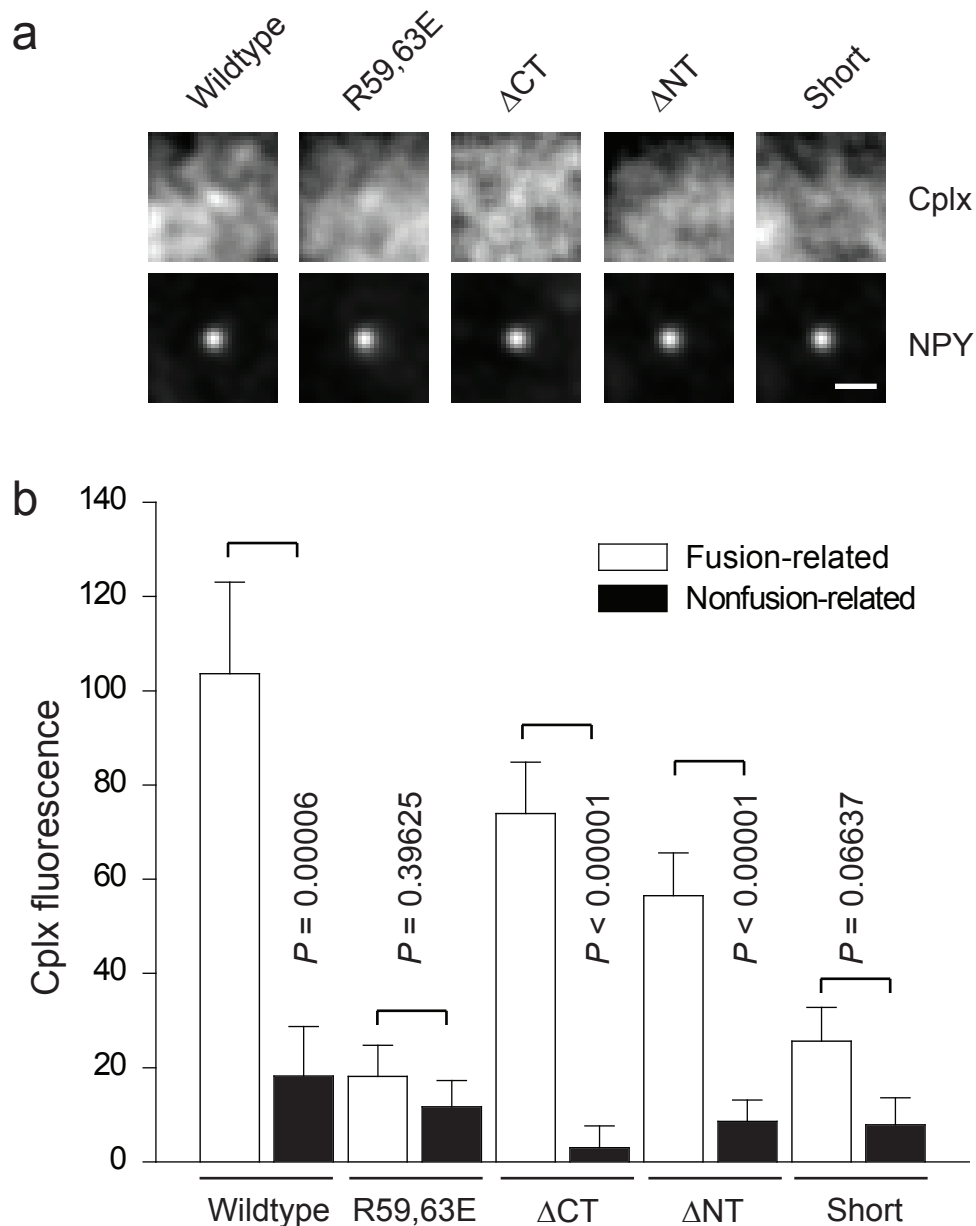 a
Wildtype
R59,63E
ΔCT
ΔNT
Short
Cplx
NPY
b
Cplx fluorescence
140
120
100
80
60
40
20
0
Fusion-related
Nonfusion-related
P = 0.00006
P = 0.39625
P < 0.00001
P < 0.00001
P = 0.06637
Wildtype
R59,63E
ΔCT
ΔNT
Short